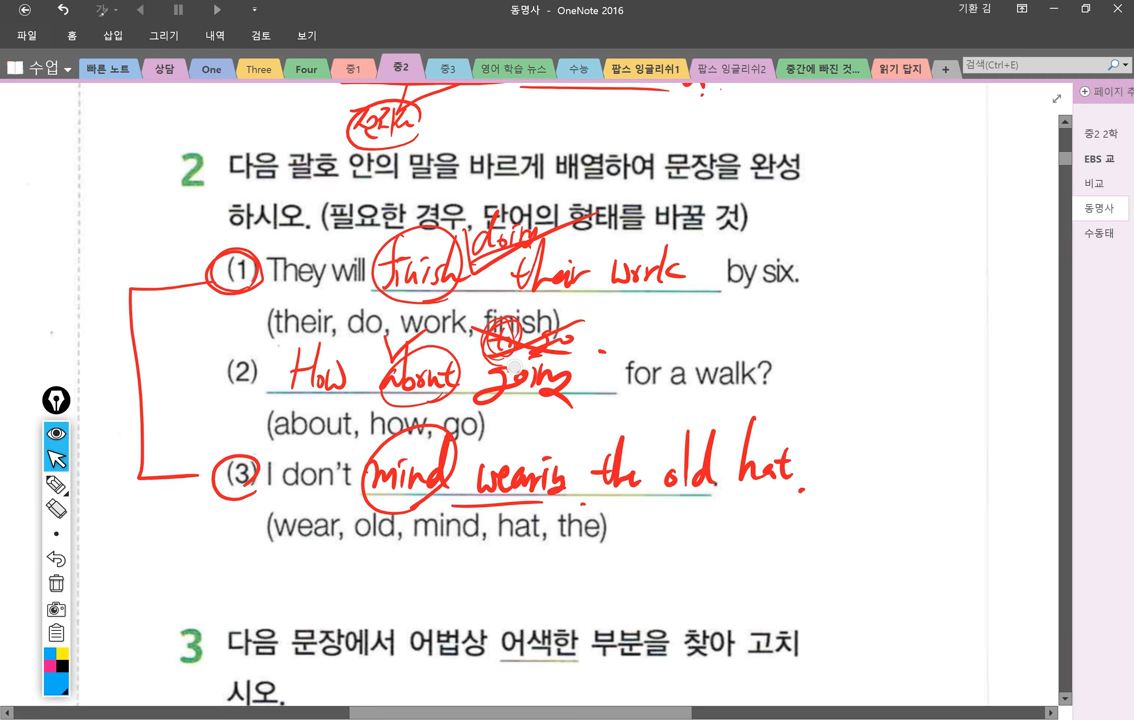 동명사 - OneNote 2016 기환 김
파일 홈 삽입 그리기 내역 검토 보기
수업 빠른 노트 상담 One Three Four 중1 중2 중3 영어 학습 뉴스 수능 팝스 잉글리쉬1 팝스 잉글리쉬2 중간에 빠진 것... 읽기 답지 + 검색(Ctrl+E)
페이지 추
중2 2학
EBS 교
비교
동명사
수동태
2 다음 괄호 안의 말을 바르게 배열하여 문장을 완성
하시오. (필요한 경우, 단어의 형태를 바꿀 것)
doing
(1) They will finish their work by six.
(their, do, work, finish)
to go
(2) How about going for a walk?
(about, how, go)
(3) I don't mind wearing the old hat.
(wear, old, mind, hat, the)
3 다음 문장에서 어법상 어색한 부분을 찾아 고치
시오.